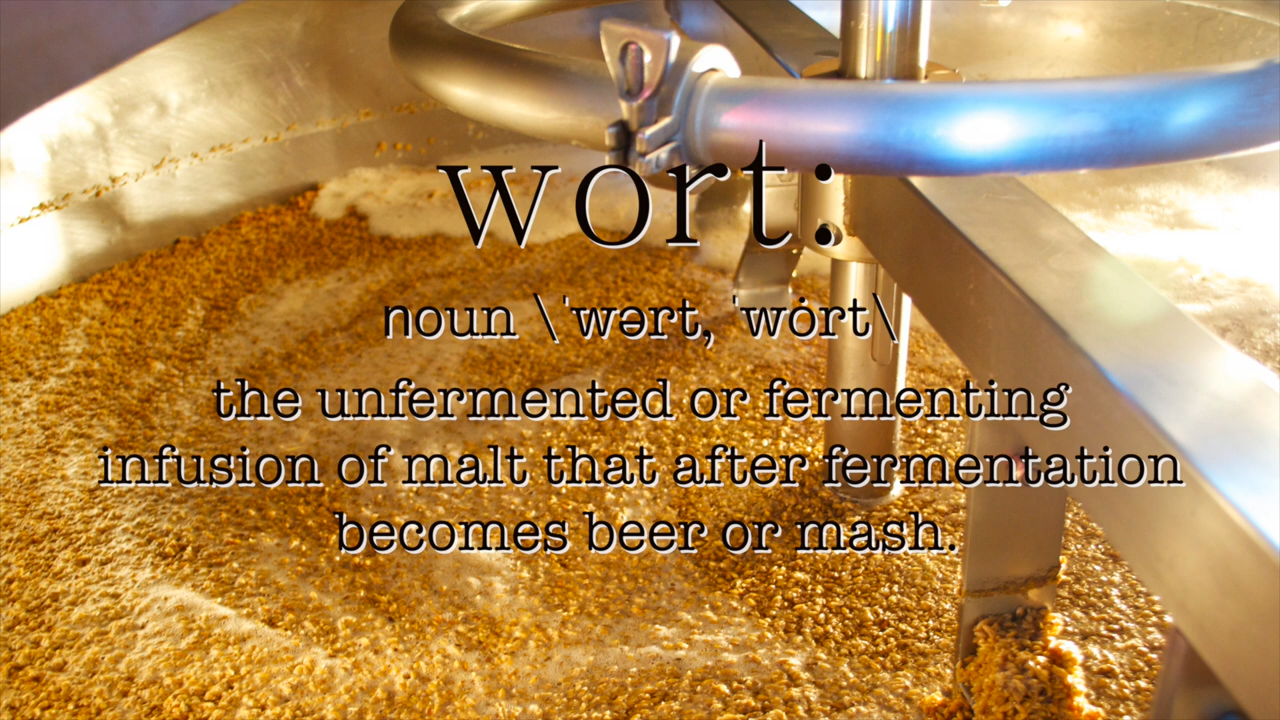 wort:
noun \ˈwərt, ˈwȯrt\
the unfermented or fermenting
infusion of malt that after fermentation
becomes beer or mash.